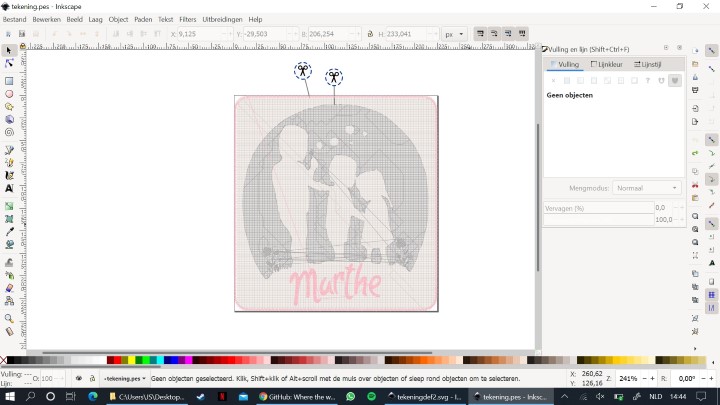 tekening.pes - Inkscape
Bestand Bewerken Beeld Laag Object Paden Tekst Filters Uitbreidingen Help
X: 9,125 Y: -29,503 B: 206,254 H: 233,041 px
Vulling en lijn (Shift+Ctrl+F)
Vulling Lijnkleur Lijnstijl
Geen objecten
Marthe
Mengmodus: Normaal
Vervagen (%) 0,0
100,0
Vulling: ---
Lijn: ---
O: 100
•tekening.pes
Geen objecten geselecteerd. Klik, Shift+klik of Alt+scroll met de muis over objecten of sleep rond objecten om te selecteren.
X: 260,62
Y: 126,16
Z: 241%
R: 0,00°
C:\Users\JS\Desktop...
GitHub: Where the w...
tekeningdef2.svg - I...
tekening.pes - Inksc...
NLD 14:44